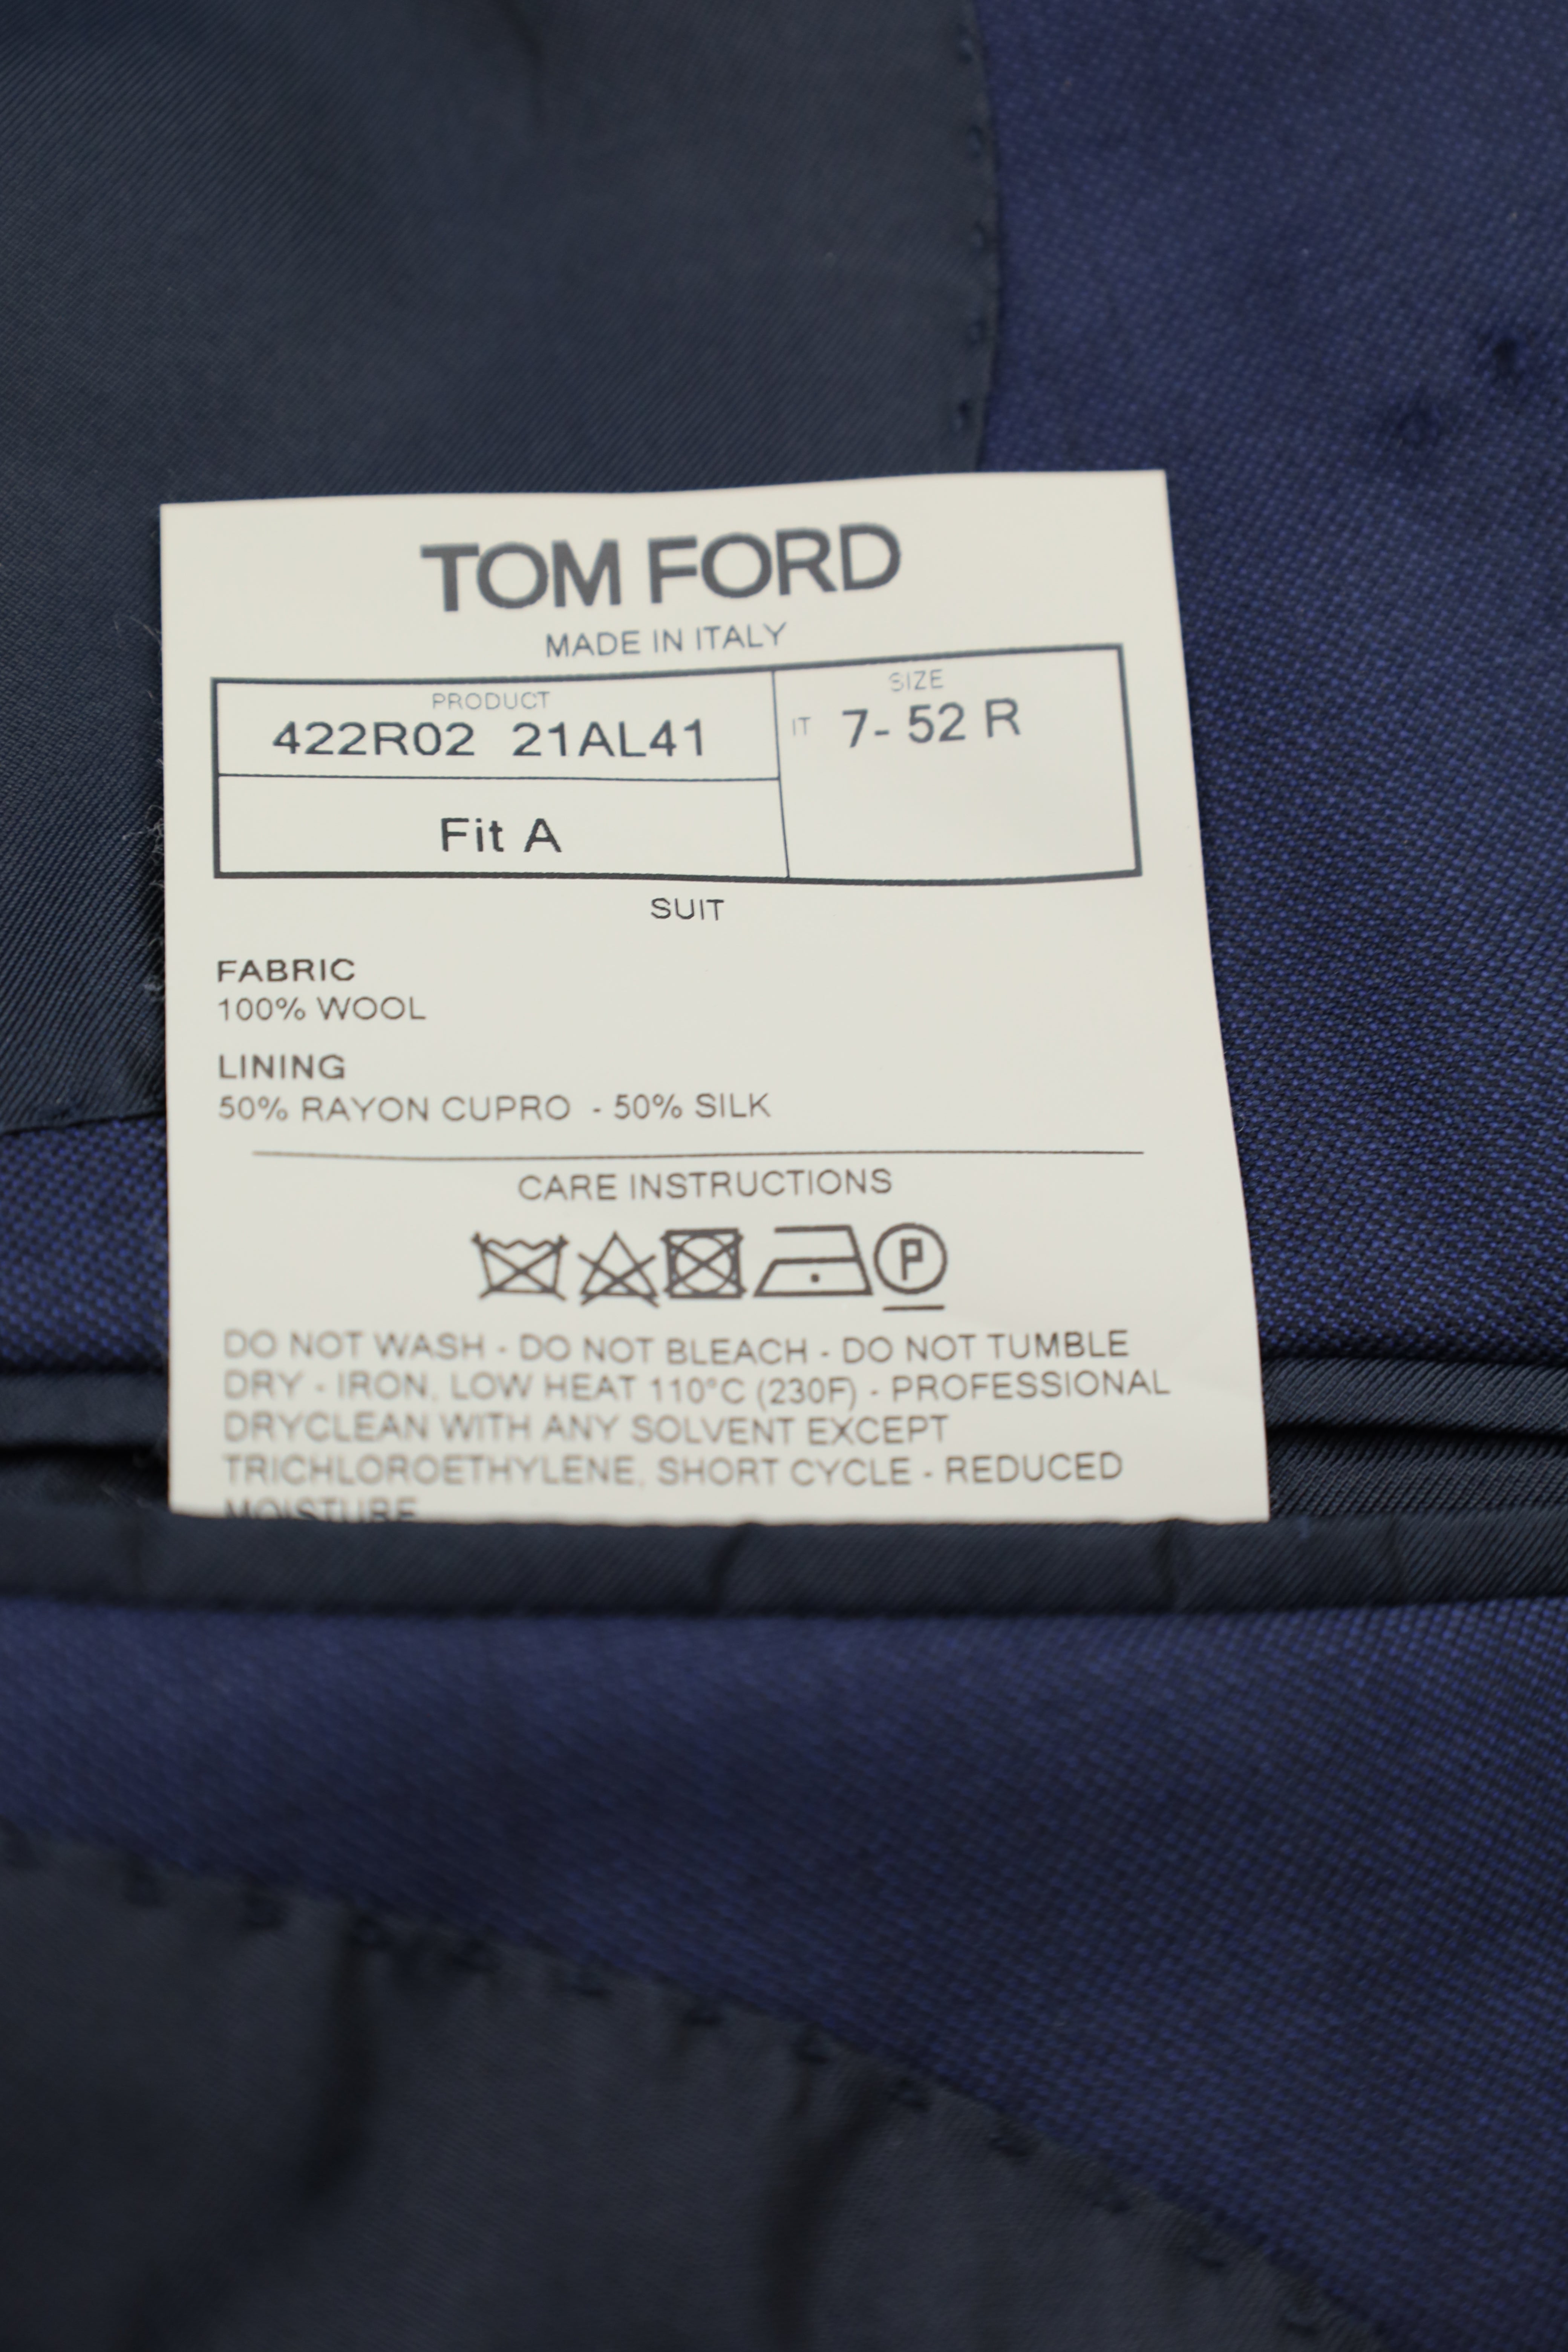 TOM FORD
MADE IN ITALY
PRODUCT
422R02 21AL41
SIZE
IT 7- 52 R
Fit A
SUIT
FABRIC
100% WOOL
LINING
50% RAYON CUPRO - 50% SILK
CARE INSTRUCTIONS
P
DO NOT WASH - DO NOT BLEACH - DO NOT TUMBLE
DRY - IRON, LOW HEAT 110°C (230F) - PROFESSIONAL
DRYCLEAN WITH ANY SOLVENT EXCEPT
TRICHLOROETHYLENE, SHORT CYCLE - REDUCED
MOISTURE